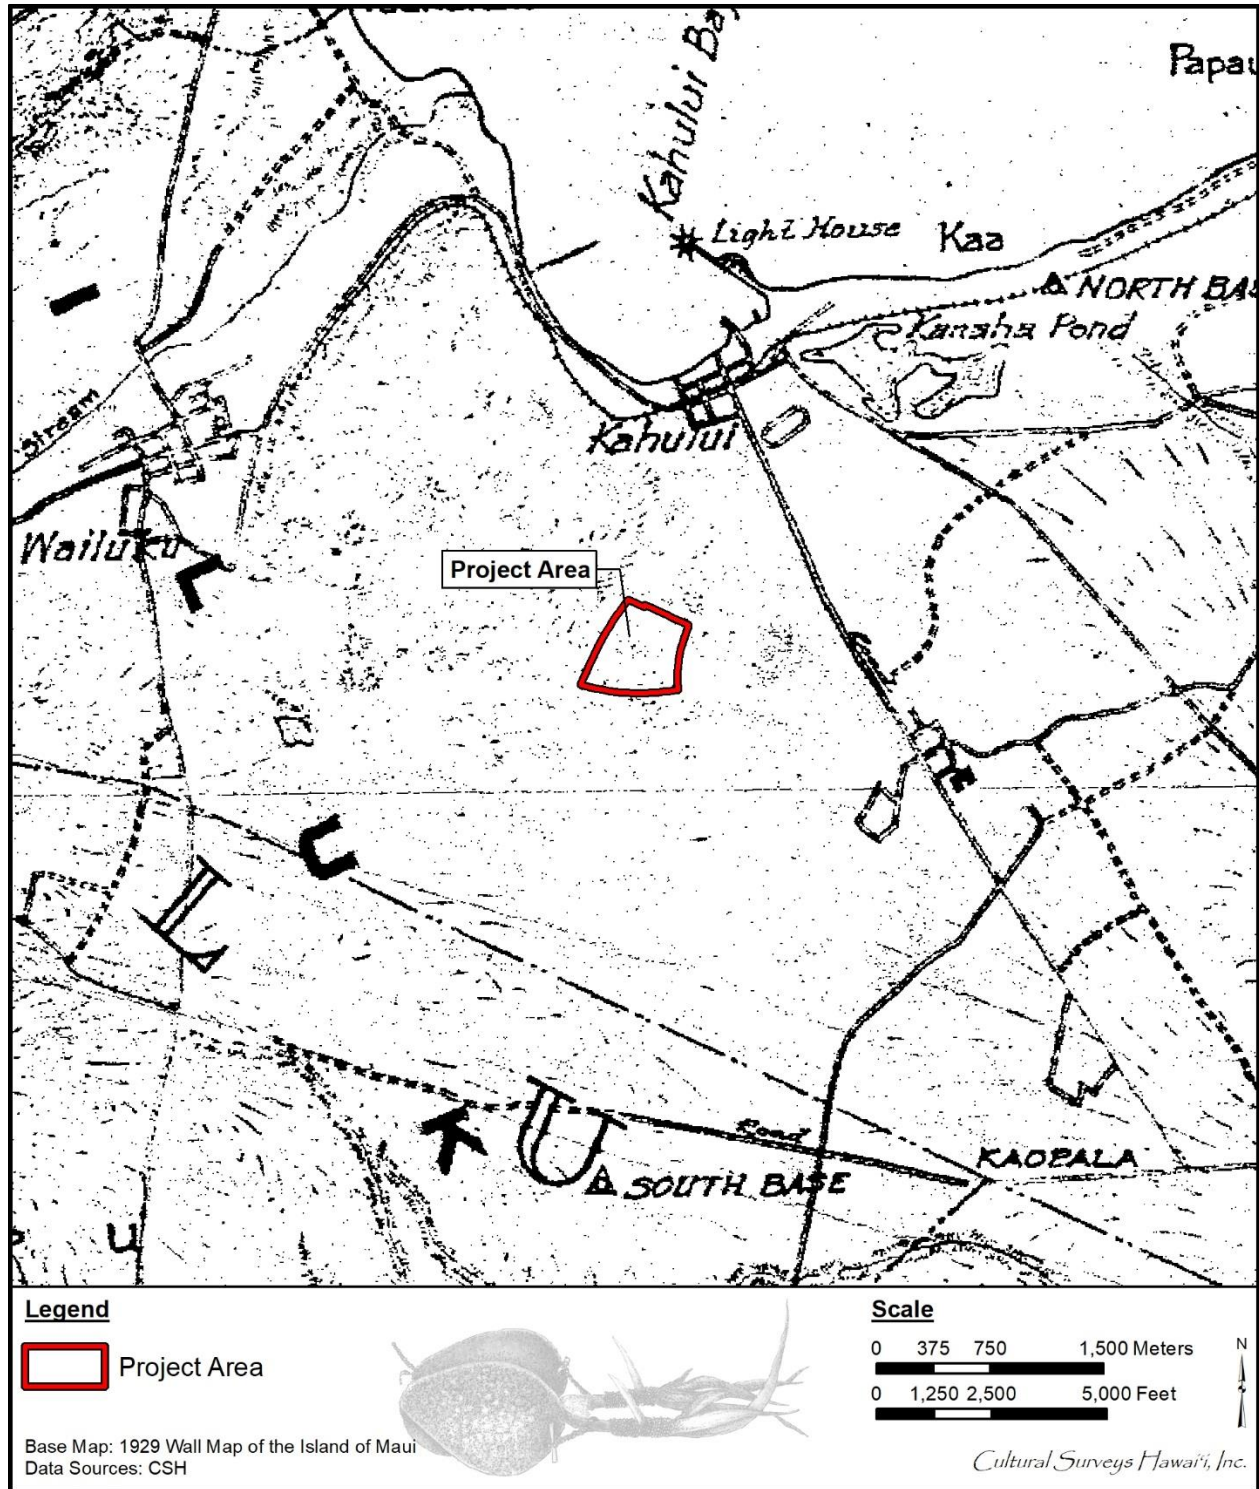 Kahului Bay
Papau
Light House
Kaa
NORTH BAS
Kanaha Pond
Stream
Kahului
Wailuku
Project Area
L
U
K
U
Road
KAOPALA
SOUTH BASE
U
Legend
Project Area
Base Map: 1929 Wall Map of the Island of Maui
Data Sources: CSH
Scale
0 375 750 1,500 Meters
0 1,250 2,500 5,000 Feet
N
Cultural Surveys Hawai‘i, Inc.